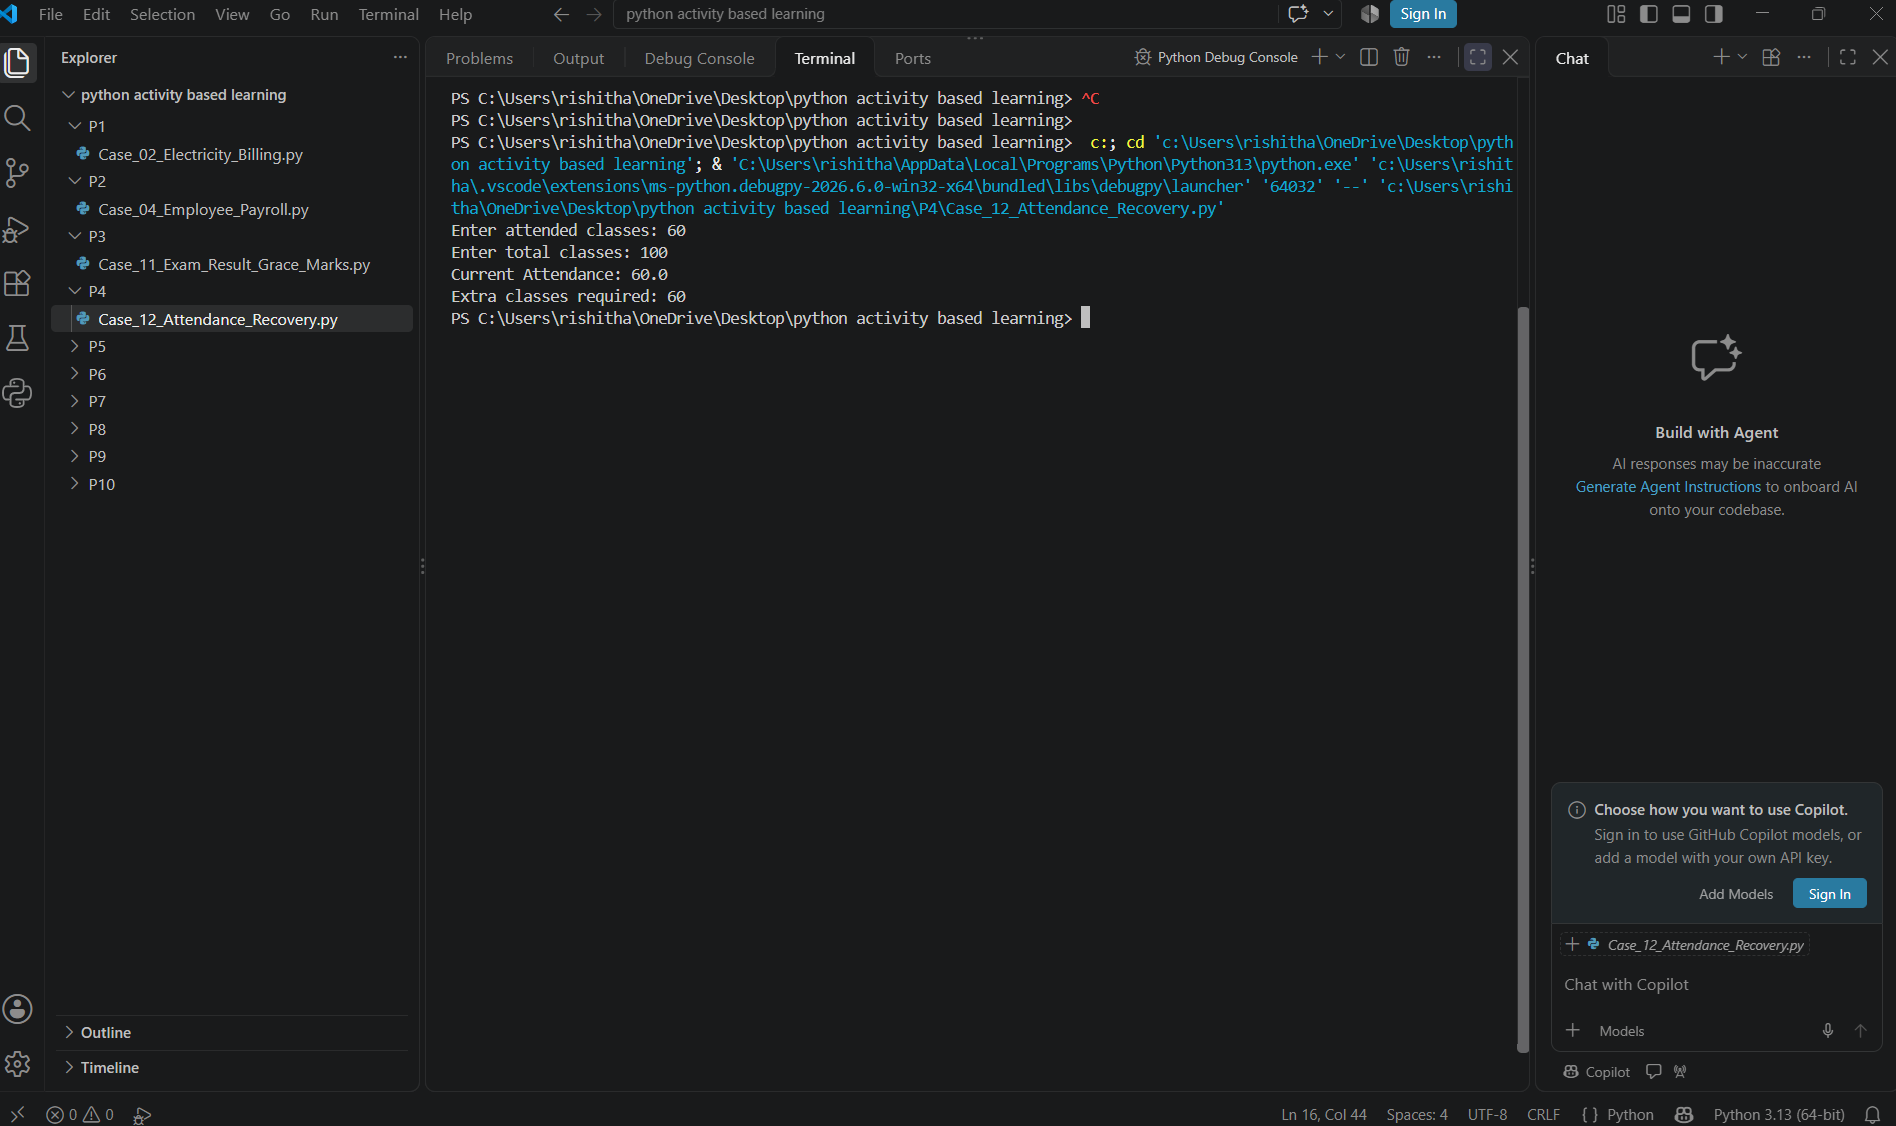 File Edit Selection View Go Run Terminal Help
python activity based learning
Sign In
Explorer
python activity based learning
P1
Case_02_Electricity_Billing.py
P2
Case_04_Employee_Payroll.py
P3
Case_11_Exam_Result_Grace_Marks.py
P4
Case_12_Attendance_Recovery.py
P5
P6
P7
P8
P9
P10
Outline
Timeline
Problems Output Debug Console Terminal Ports
Python Debug Console
PS C:\Users\rishitha\OneDrive\Desktop\python activity based learning> ^C
PS C:\Users\rishitha\OneDrive\Desktop\python activity based learning>
PS C:\Users\rishitha\OneDrive\Desktop\python activity based learning>  c:; cd 'c:\Users\rishitha\OneDrive\Desktop\pyth
on activity based learning'; & 'C:\Users\rishitha\AppData\Local\Programs\Python\Python313\python.exe' 'c:\Users\rishit
ha\.vscode\extensions\ms-python.debugpy-2026.6.0-win32-x64\bundled\libs\debugpy\launcher' '64032' '--' 'c:\Users\rishi
tha\OneDrive\Desktop\python activity based learning\P4\Case_12_Attendance_Recovery.py'
Enter attended classes: 60
Enter total classes: 100
Current Attendance: 60.0
Extra classes required: 60
PS C:\Users\rishitha\OneDrive\Desktop\python activity based learning>
Chat
Build with Agent
AI responses may be inaccurate
Generate Agent Instructions to onboard AI
onto your codebase.
Choose how you want to use Copilot.
Sign in to use GitHub Copilot models, or
add a model with your own API key.
Add Models Sign In
Case_12_Attendance_Recovery.py
Chat with Copilot
Models
Copilot
0 0
Ln 16, Col 44 Spaces: 4 UTF-8 CRLF { } Python Python 3.13 (64-bit)